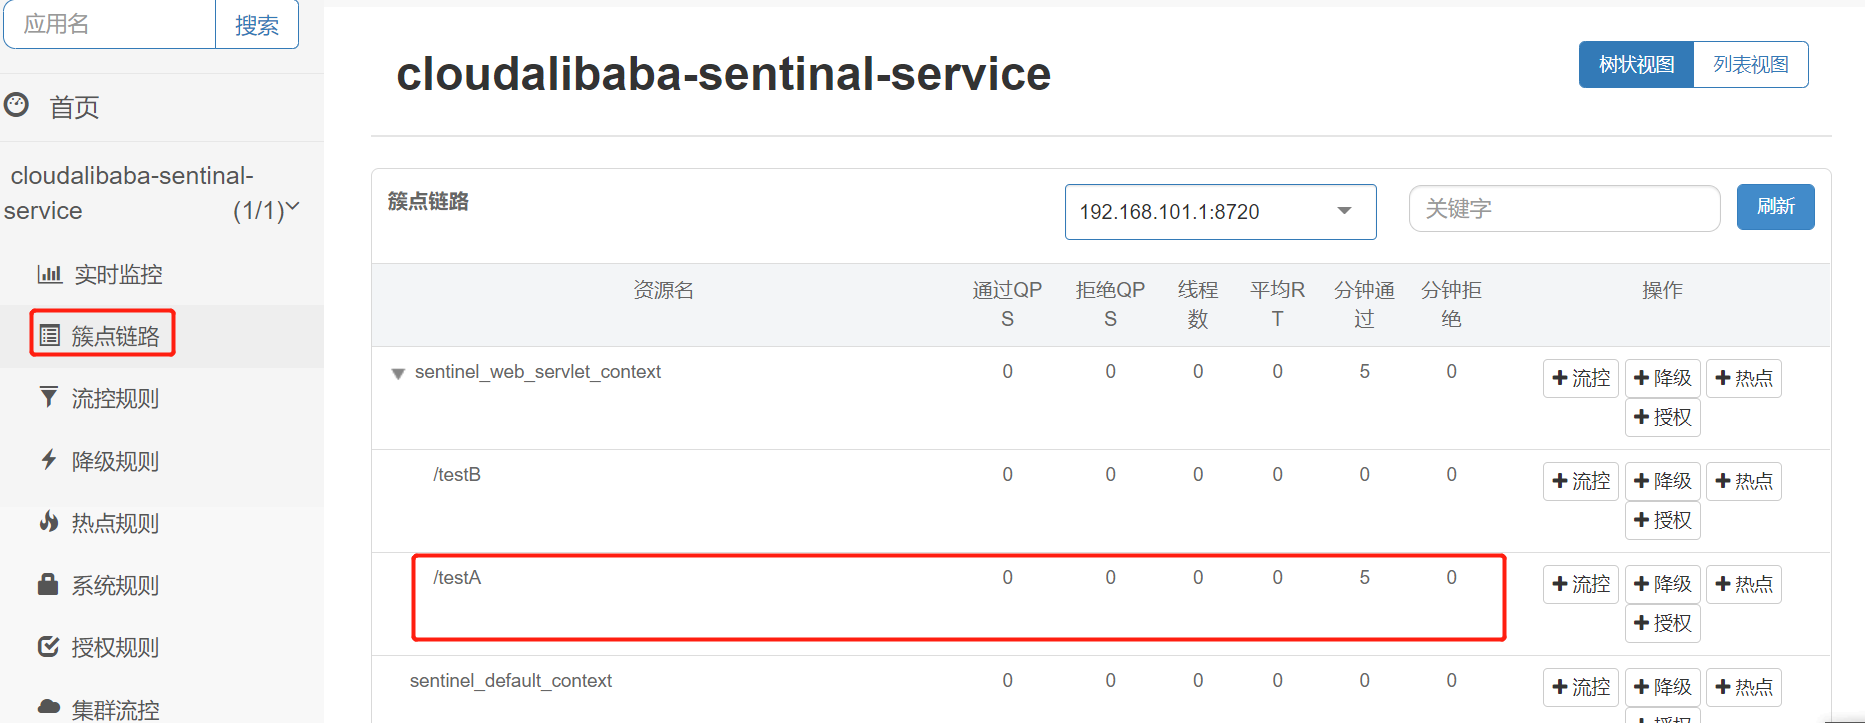 应用名 搜索
首页
cloudalibaba-sentinal-
service (1/1)
实时监控
簇点链路
流控规则
降级规则
热点规则
系统规则
授权规则
集群流控
cloudalibaba-sentinal-service
树状视图 列表视图
簇点链路 192.168.101.1:8720 关键字 刷新
资源名 通过QP 拒绝QP 线程 平均R 分钟通 分钟拒 操作
S S 数 T 过 绝
sentinel_web_servlet_context 0 0 0 0 5 0 流控 降级 热点
授权
/testB 0 0 0 0 0 0 流控 降级 热点
授权
/testA 0 0 0 0 5 0 流控 降级 热点
授权
sentinel_default_context 0 0 0 0 0 0 流控 降级 热点